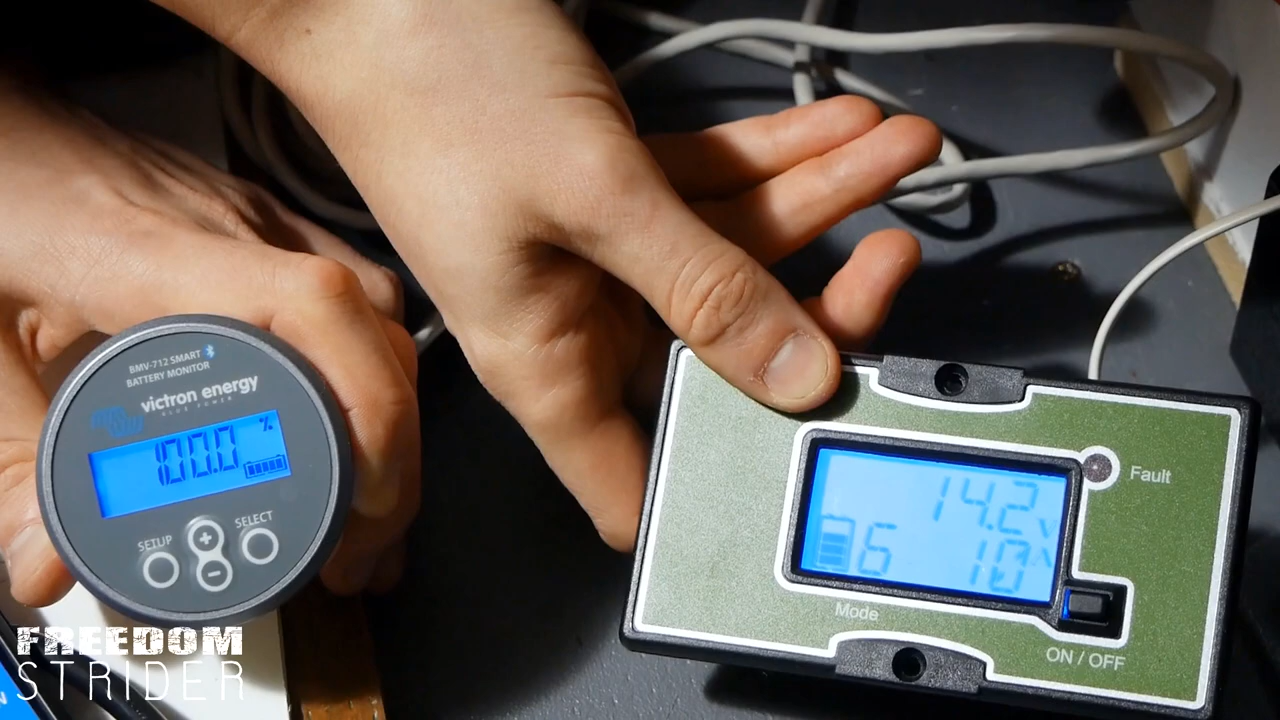 BMV-712 SMART
BATTERY MONITOR
victron energy
BLUE POWER
100.0 %
SETUP
SELECT
+
-
14.2 V
6 10 A
Fault
Mode
ON / OFF
FREEDOM
STRIDER